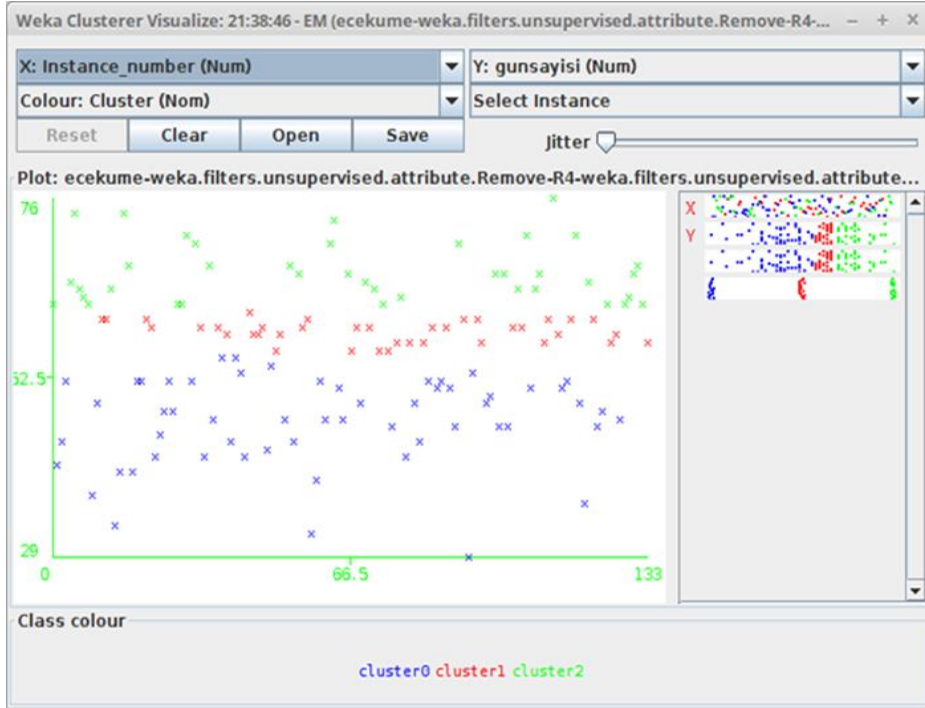 Weka Clusterer Visualize: 21:38:46 - EM (ecekume-weka.filters.unsupervised.attribute.Remove-R4-...
X: Instance_number (Num) Y: gunsayisi (Num)
Colour: Cluster (Nom) Select Instance
Reset Clear Open Save Jitter
Plot: ecekume-weka.filters.unsupervised.attribute.Remove-R4-weka.filters.unsupervised.attribute...
76
X
Y
52.5
29
0 66.5 133
Class colour
cluster0 cluster1 cluster2